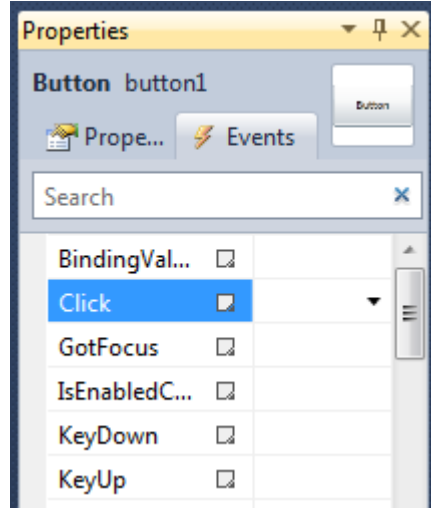 Properties
Button button1
Button
Prope... Events
Search
BindingVal...
Click
GotFocus
IsEnabledC...
KeyDown
KeyUp